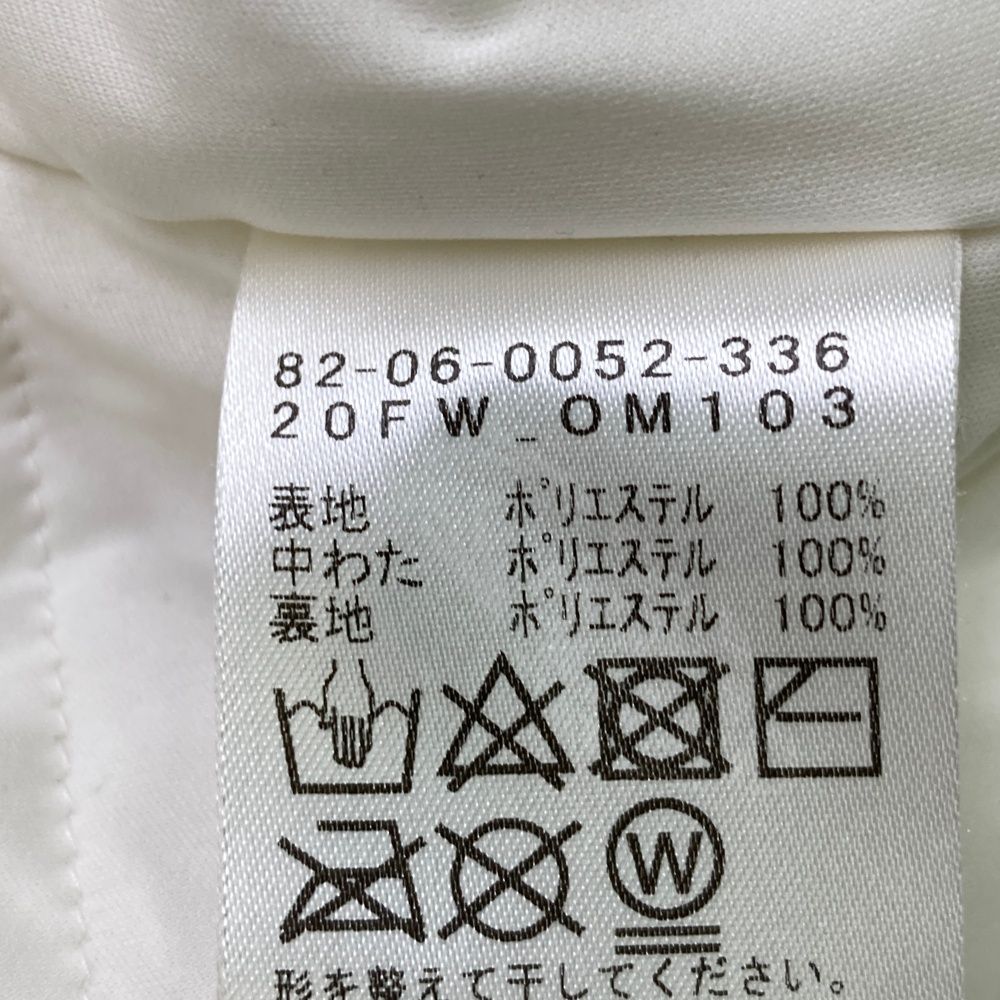 82-06-0052-336
20FW_OM103
表地 ポリエステル 100%
中わた ポリエステル 100%
裏地 ポリエステル 100%
W
形を整えて干してください。